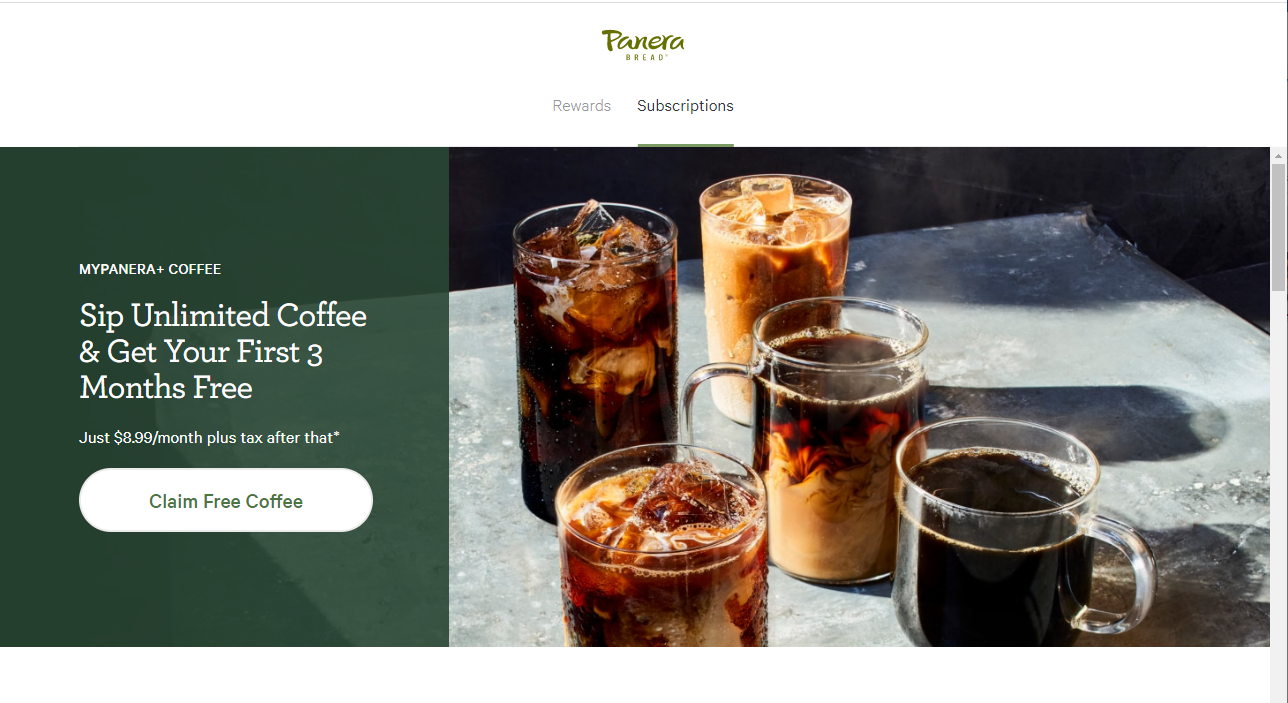 Panera
BREAD®
Rewards Subscriptions
MYPANERA+ COFFEE
Sip Unlimited Coffee
& Get Your First 3
Months Free
Just $8.99/month plus tax after that*
Claim Free Coffee